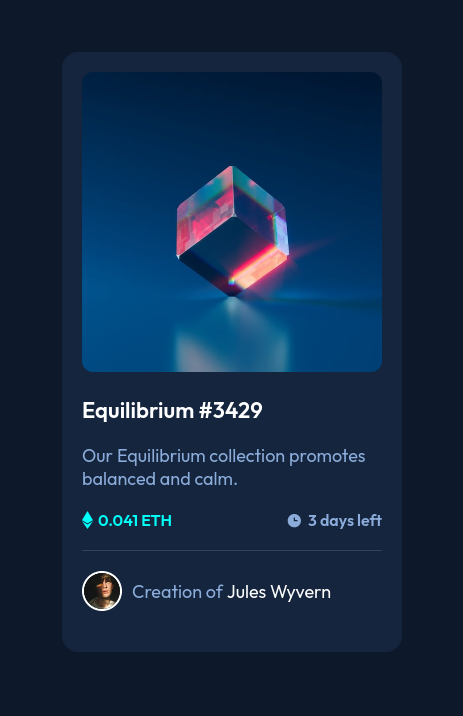 Equilibrium #3429
Our Equilibrium collection promotes
balanced and calm.
0.041 ETH 3 days left
Creation of Jules Wyvern